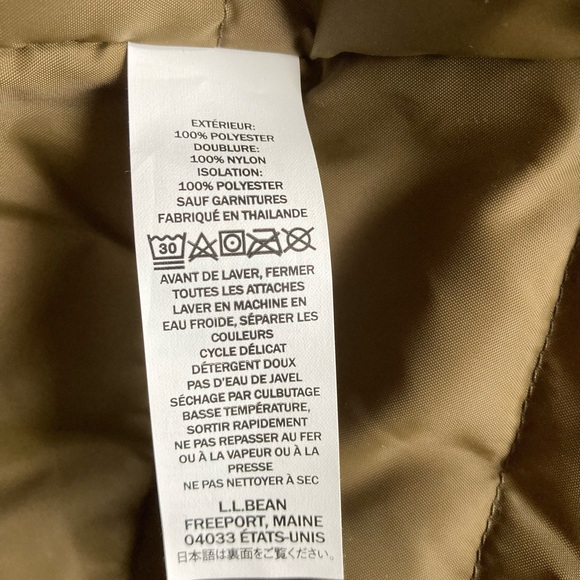 EXTÉRIEUR:
100% POLYESTER
DOUBLURE:
100% NYLON
ISOLATION:
100% POLYESTER
SAUF GARNITURES
FABRIQUÉ EN THAILANDE
30
AVANT DE LAVER, FERMER
TOUTES LES ATTACHES
LAVER EN MACHINE EN
EAU FROIDE, SÉPARER LES
COULEURS
CYCLE DÉLICAT
DÉTERGENT DOUX
PAS D'EAU DE JAVEL
SÉCHAGE PAR CULBUTAGE
BASSE TEMPÉRATURE,
SORTIR RAPIDEMENT
NE PAS REPASSER AU FER
OU À LA VAPEUR OU À LA
PRESSE
NE PAS NETTOYER À SEC
L.L.BEAN
FREEPORT, MAINE
04033 ÉTATS-UNIS
日本語は裏面をご覧ください。